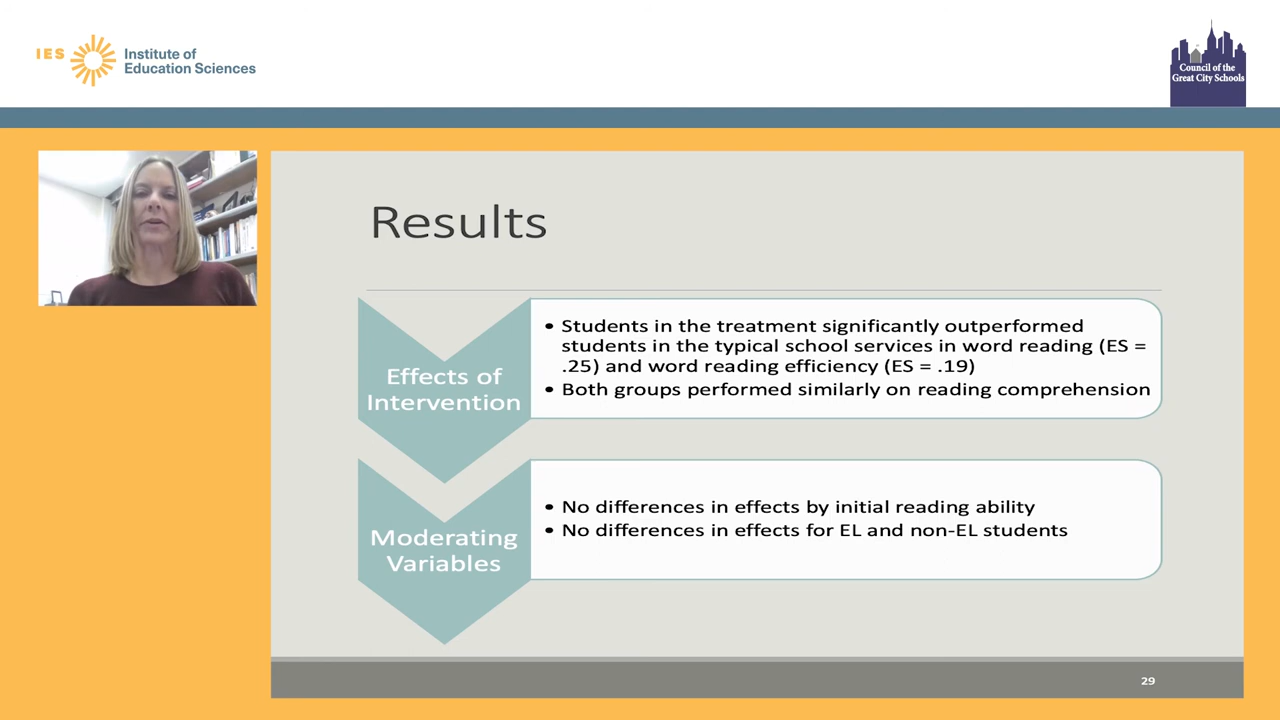 IES
Institute of
Education Sciences
Council of the
Great City Schools
Results
Effects of
Intervention
• Students in the treatment significantly outperformed
students in the typical school services in word reading (ES =
.25) and word reading efficiency (ES = .19)
• Both groups performed similarly on reading comprehension
Moderating
Variables
• No differences in effects by initial reading ability
• No differences in effects for EL and non-EL students
29